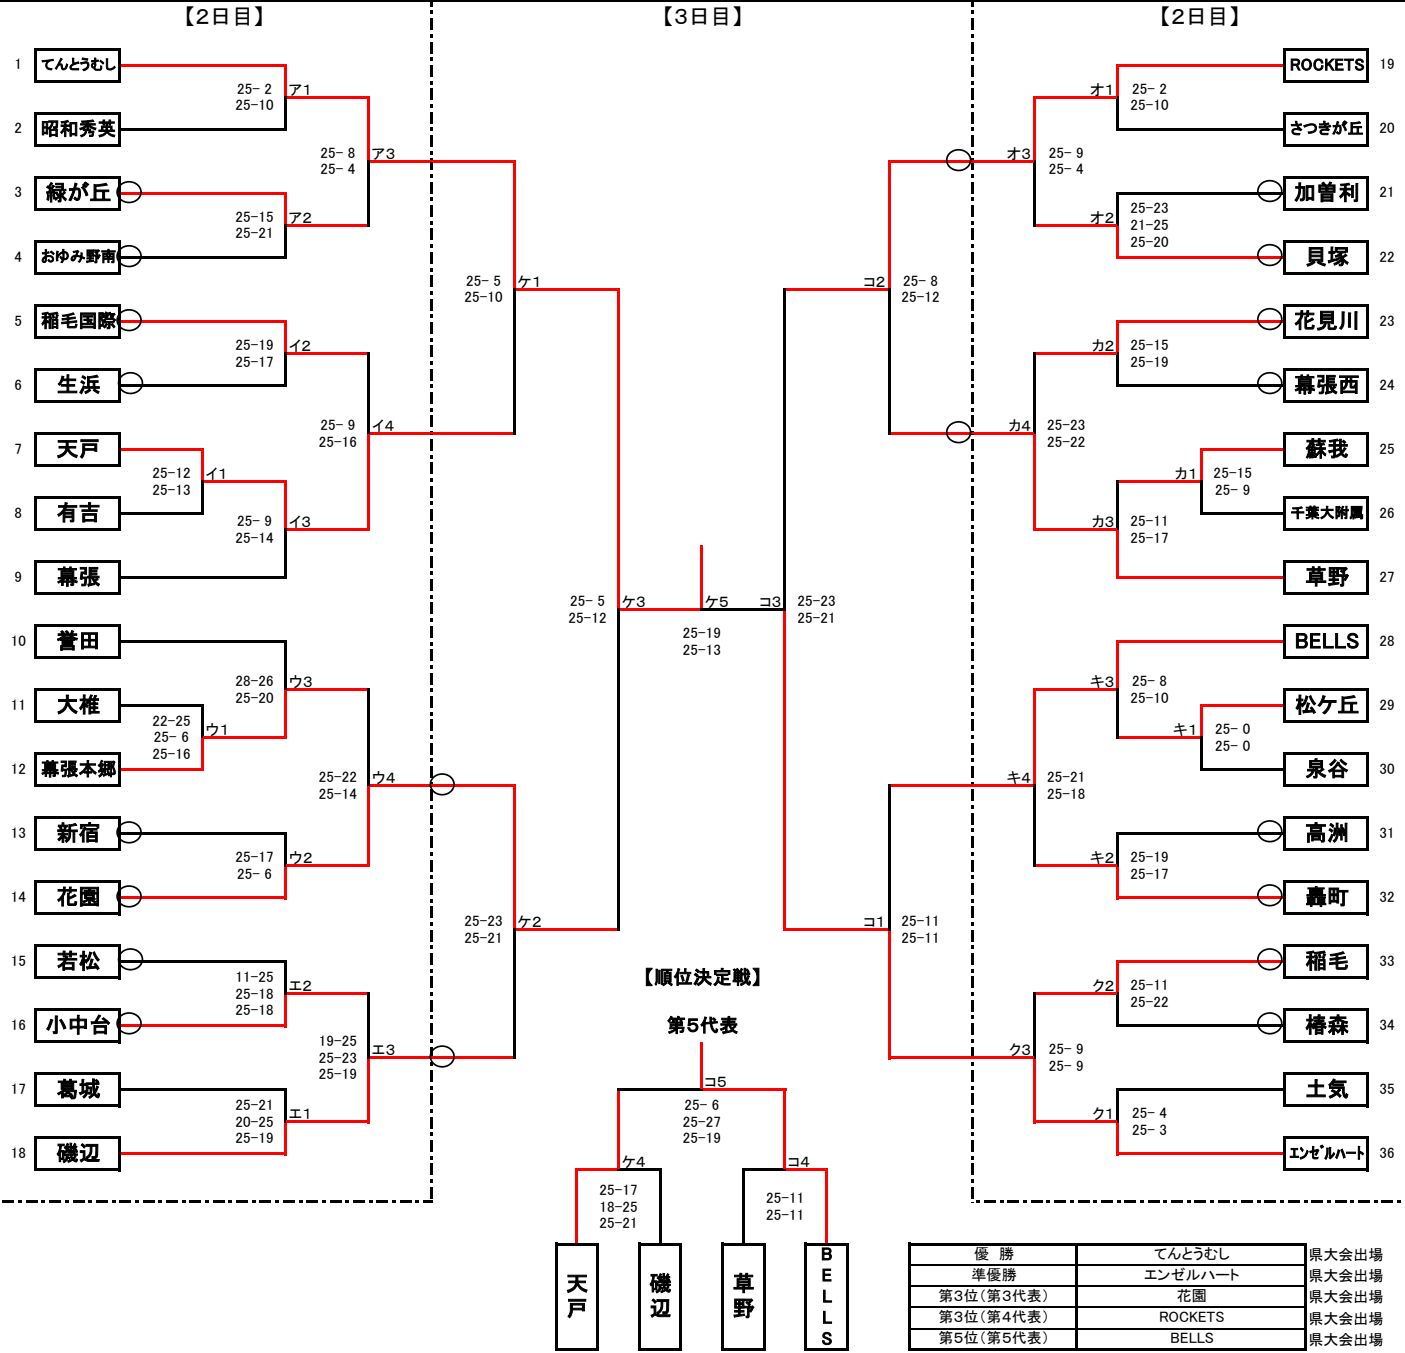 【2日目】
【3日目】
【2日目】
1 てんとうむし
25- 2
25-10
ア1
2 昭和秀英
25- 8
25- 4
ア3
3 緑が丘
25-15
25-21
ア2
4 おゆみ野南
25- 5
25-10
ケ1
5 稲毛国際
25-19
25-17
イ2
6 生浜
25- 9
25-16
イ4
7 天戸
25-12
25-13
イ1
8 有吉
25- 9
25-14
イ3
9 幕張
25- 5
25-12
ケ3
10 誉田
28-26
25-20
ウ3
11 大椎
22-25
25- 6
25-16
ウ1
12 幕張本郷
25-22
25-14
ウ4
13 新宿
25-17
25- 6
ウ2
14 花園
25-23
25-21
ケ2
15 若松
11-25
25-18
25-18
エ2
16 小中台
19-25
25-23
25-19
エ3
17 葛城
25-21
20-25
25-19
エ1
18 磯辺
ケ5
25-19
25-13
ROCKETS 19
オ1
25- 2
25-10
さつきが丘 20
オ3
25- 9
25- 4
加曽利 21
オ2
25-23
21-25
25-20
貝塚 22
コ2
25- 8
25-12
花見川 23
カ2
25-15
25-19
幕張西 24
カ4
25-23
25-22
蘇我 25
カ1
25-15
25- 9
千葉大附属 26
カ3
25-11
25-17
草野 27
コ3
25-23
25-21
BELLS 28
キ3
25- 8
25-10
松ケ丘 29
キ1
25- 0
25- 0
泉谷 30
キ4
25-21
25-18
高洲 31
キ2
25-19
25-17
轟町 32
コ1
25-11
25-11
稲毛 33
ク2
25-11
25-22
椿森 34
ク3
25- 9
25- 9
土気 35
ク1
25- 4
25- 3
エンゼルハート 36
【順位決定戦】
第5代表
コ5
25- 6
25-27
25-19
ケ4
25-17
18-25
25-21
コ4
25-11
25-11
天戸
磯辺
草野
BELLS
優 勝 てんとうむし 県大会出場
準優勝 エンゼルハート 県大会出場
第3位(第3代表) 花園 県大会出場
第3位(第4代表) ROCKETS 県大会出場
第5位(第5代表) BELLS 県大会出場